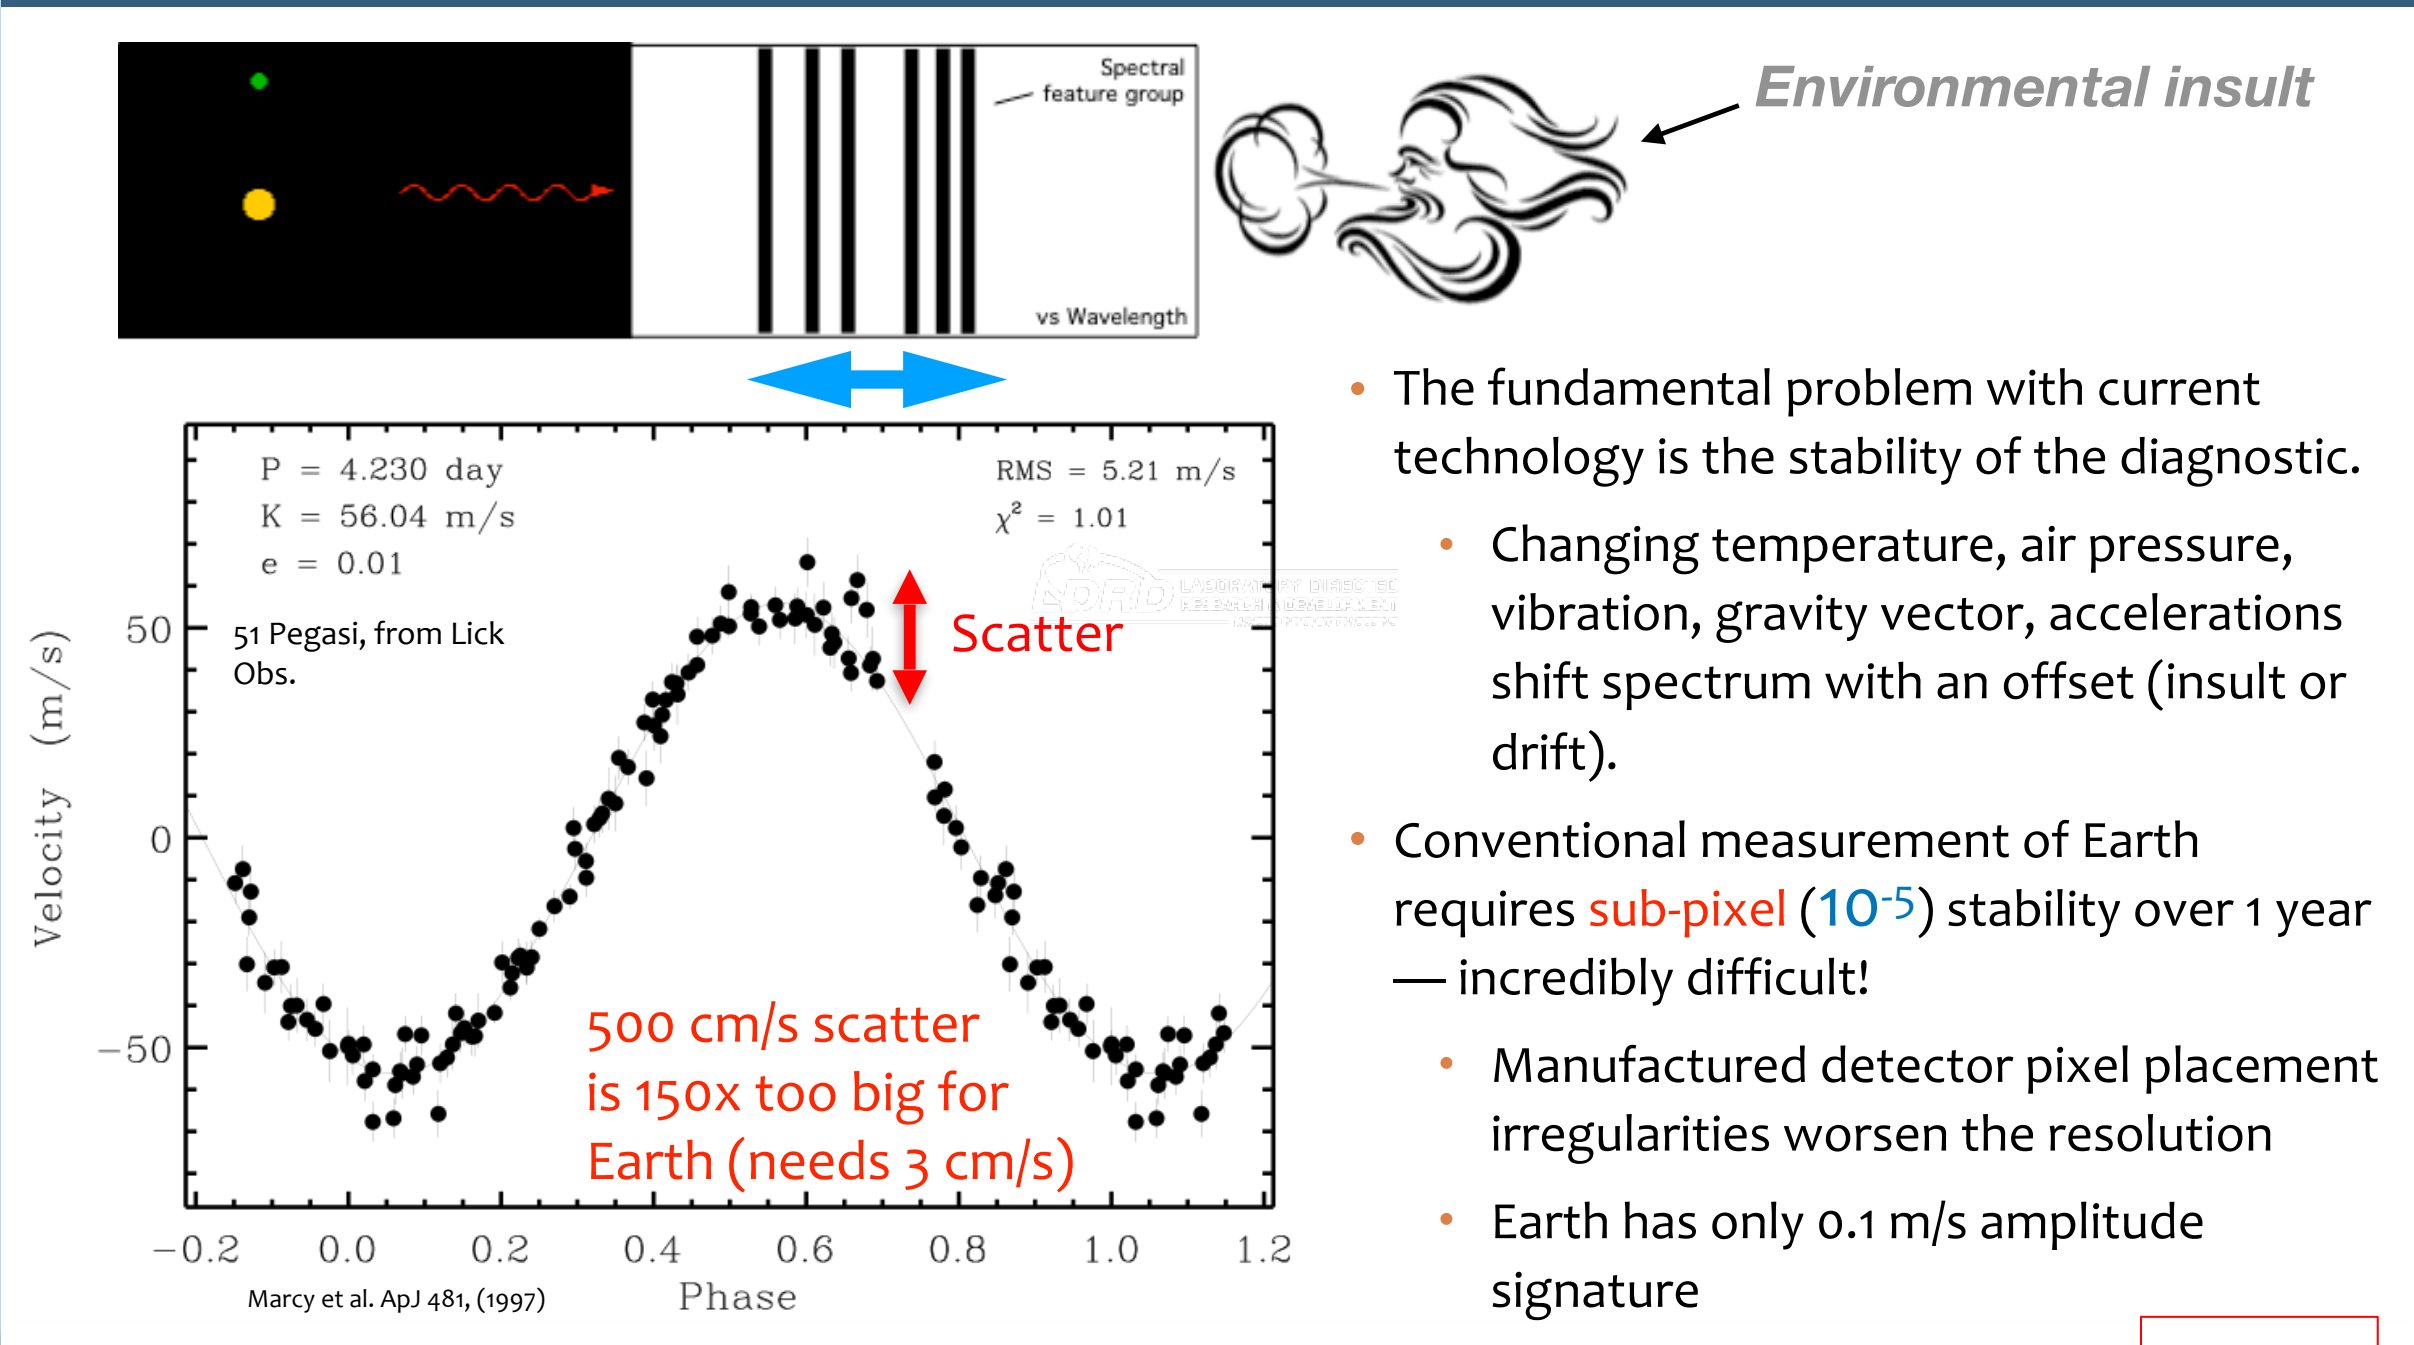 Environmental insult
Spectral
feature group
vs Wavelength
P = 4.230 day
K = 56.04 m/s
e = 0.01
RMS = 5.21 m/s
χ² = 1.01
51 Pegasi, from Lick
Obs.
Scatter
LDRD
LABORATORY DIRECTED
RESEARCH & DEVELOPMENT
500 cm/s scatter
is 150x too big for
Earth (needs 3 cm/s)
Velocity (m/s)
50
0
−50
−0.2 0.0 0.2 0.4 0.6 0.8 1.0 1.2
Phase
Marcy et al. ApJ 481, (1997)
• The fundamental problem with current
technology is the stability of the diagnostic.
• Changing temperature, air pressure,
vibration, gravity vector, accelerations
shift spectrum with an offset (insult or
drift).
• Conventional measurement of Earth
requires sub-pixel (10⁻⁵) stability over 1 year
— incredibly difficult!
• Manufactured detector pixel placement
irregularities worsen the resolution
• Earth has only 0.1 m/s amplitude
signature